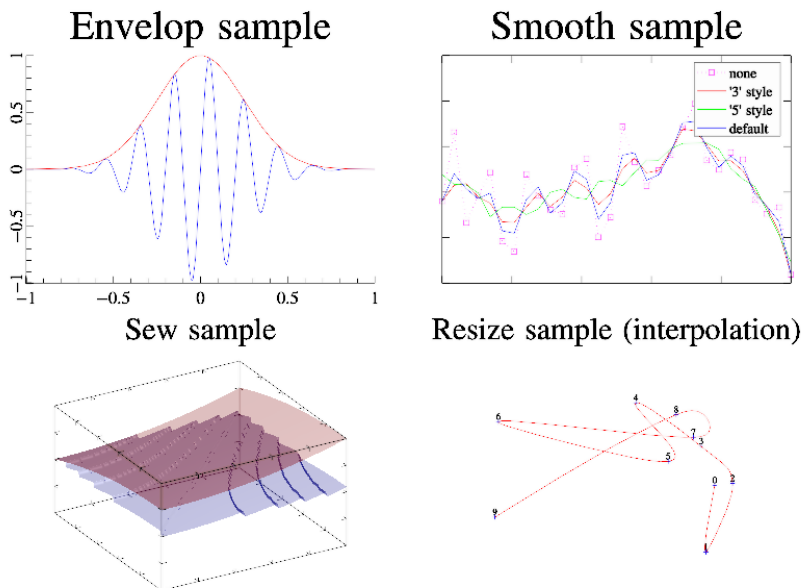 Envelop sample
Smooth sample
1
0.5
0
−0.5
−1
−1
−0.5
0
0.5
1
none
'3' style
'5' style
default
Sew sample
Resize sample (interpolation)
4
8
6
7
3
5
0
2
9